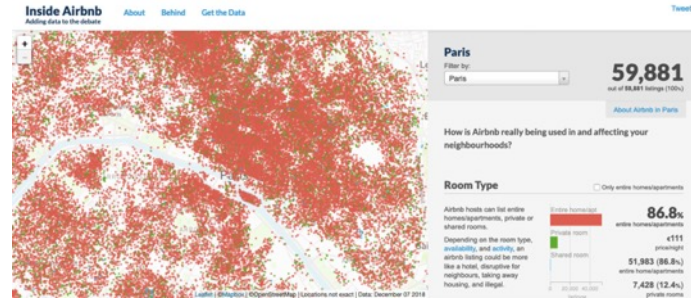 Inside Airbnb
Adding data to the debate
About
Behind
Get the Data
Tweet
+
-
Paris
Filter by:
Paris
59,881
out of 59,881 listings (100%)
About Airbnb in Paris
How is Airbnb really being used in and affecting your
neighbourhoods?
Room Type
Only entire homes/apartments
Airbnb hosts can list entire
homes/apartments, private or
shared rooms.
Depending on the room type,
availability, and activity, an
airbnb listing could be more
like a hotel, disruptive for
neighbours, taking away
housing, and illegal.
Entire home/apt
Private room
Shared room
0 20,000 40,000
86.8%
entire homes/apartments
€111
price/night
51,983 (86.8%)
entire homes/apartments
7,428 (12.4%)
private rooms
Leaflet | ©Mapbox | ©OpenStreetMap | Locations not exact | Data: December 07 2018